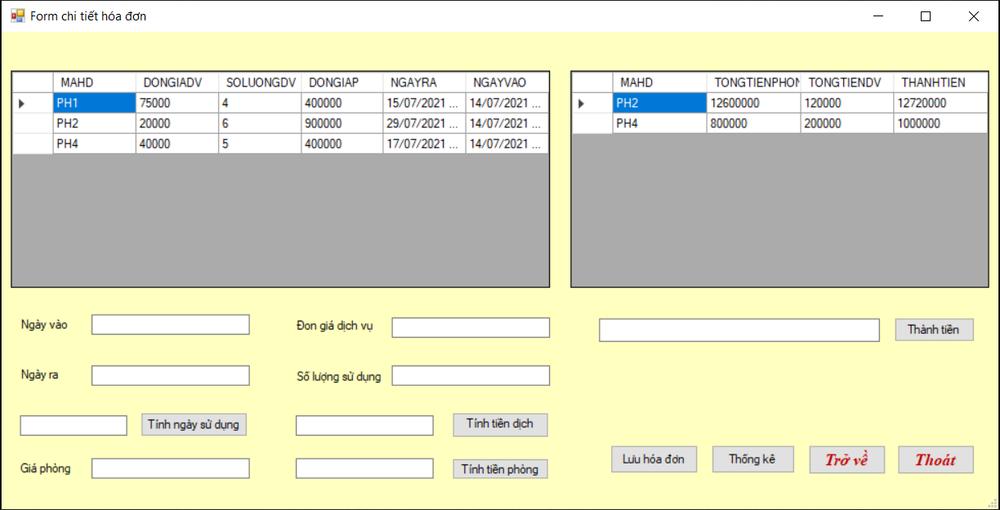 Form chi tiết hóa đơn
MAHD DONGIADV SOLUONGDV DONGIAP NGAYRA NGAYVAO
PH1 75000 4 400000 15/07/2021 ... 14/07/2021 ...
PH2 20000 6 900000 29/07/2021 ... 14/07/2021 ...
PH4 40000 5 400000 17/07/2021 ... 14/07/2021 ...
MAHD TONGTIENPHON TONGTIENDV THANHTIEN
PH2 12600000 120000 12720000
PH4 800000 200000 1000000
Ngày vào
Đon giá dịch vụ
Thành tiền
Ngày ra
Số lượng sử dụng
Tính ngày sử dụng
Tính tiền dịch
Giá phòng
Tính tiền phòng
Lưu hóa đơn
Thống kê
Trở về
Thoát